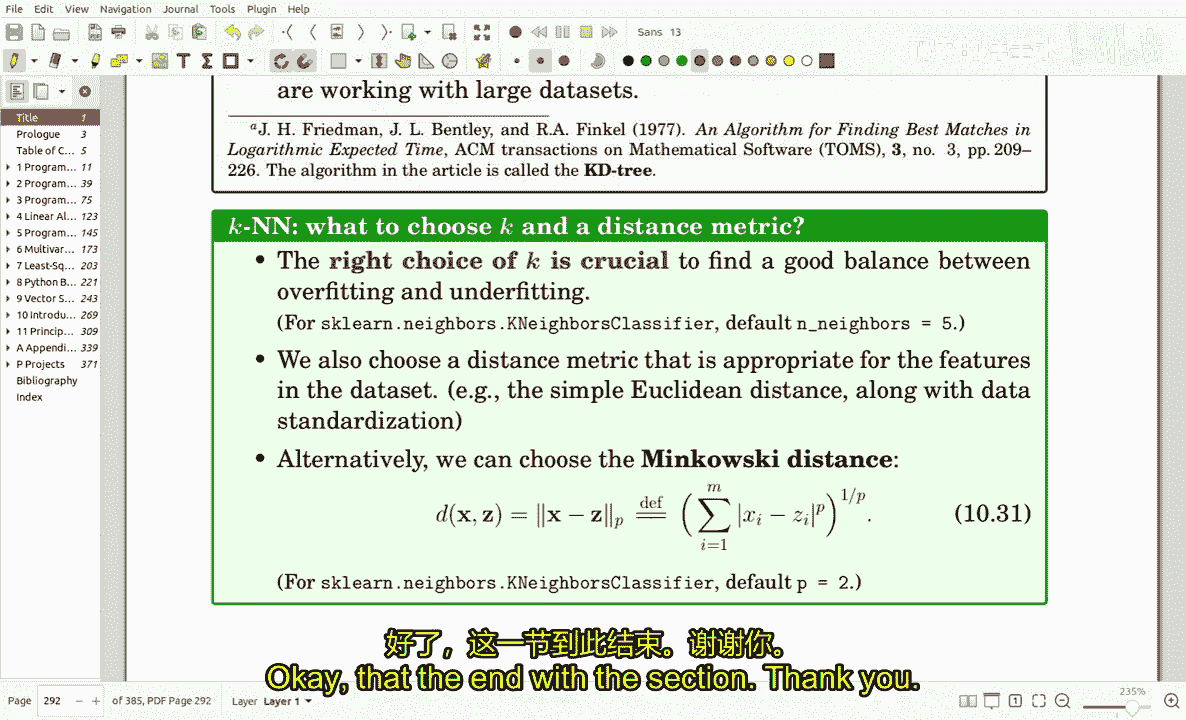 File Edit View Navigation Journal Tools Plugin Help
Sans 13
Title 1
Prologue 3
Table of C... 5
1 Program... 11
2 Program... 39
3 Program... 75
4 Linear Al... 123
5 Program... 145
6 Multivar... 173
7 Least-Sq... 203
8 Python B... 221
9 Vector S... 243
10 Introdu... 269
11 Princip... 309
A Appendi... 339
P Projects 371
Bibliography
Index
are working with large datasets.
ᵃJ. H. Friedman, J. L. Bentley, and R.A. Finkel (1977). An Algorithm for Finding Best Matches in
Logarithmic Expected Time, ACM transactions on Mathematical Software (TOMS), 3, no. 3, pp. 209–
226. The algorithm in the article is called the KD-tree.
k-NN: what to choose k and a distance metric?
• The right choice of k is crucial to find a good balance between
overfitting and underfitting.
(For sklearn.neighbors.KNeighborsClassifier, default n_neighbors = 5.)
• We also choose a distance metric that is appropriate for the features
in the dataset. (e.g., the simple Euclidean distance, along with data
standardization)
• Alternatively, we can choose the Minkowski distance:
d(x, z) = ‖x − z‖ₚ def= (∑_{i=1}^{m} |xᵢ − zᵢ|ᵖ)^{1/p}. (10.31)
(For sklearn.neighbors.KNeighborsClassifier, default p = 2.)
好了，这一节到此结束。谢谢你。
Okay, that the end with the section. Thank you.
Page 292 − + of 385, PDF Page 292 Layer Layer 1 235%